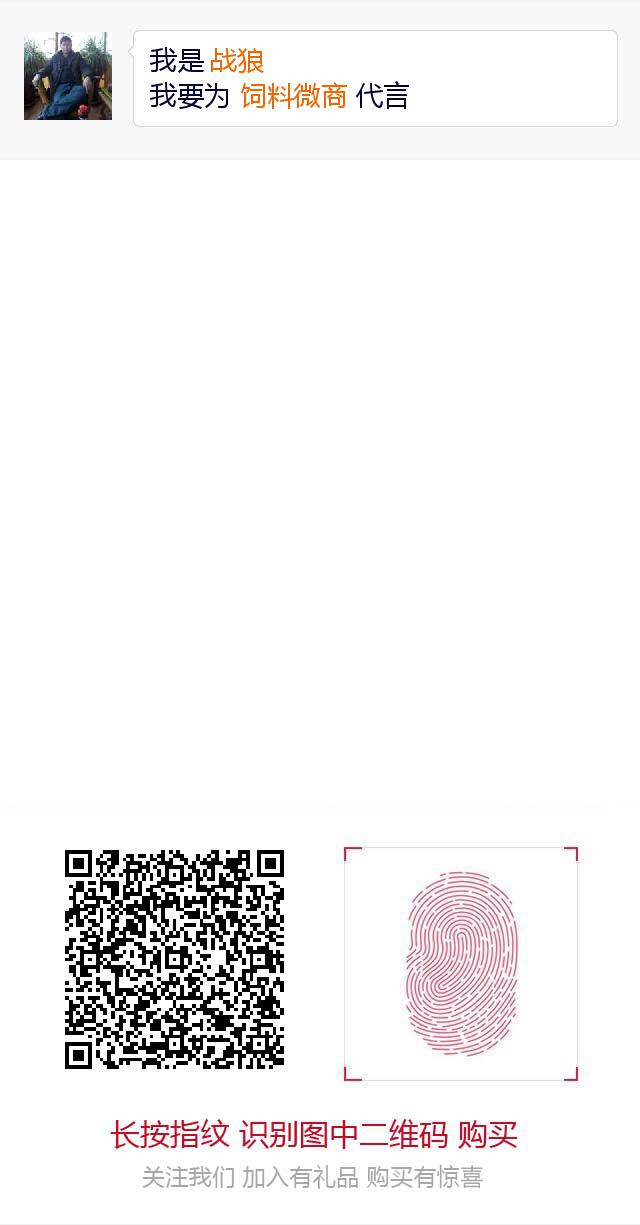 我是 战狼
我要为 饲料微商 代言
长按指纹 识别图中二维码 购买
关注我们 加入有礼品 购买有惊喜